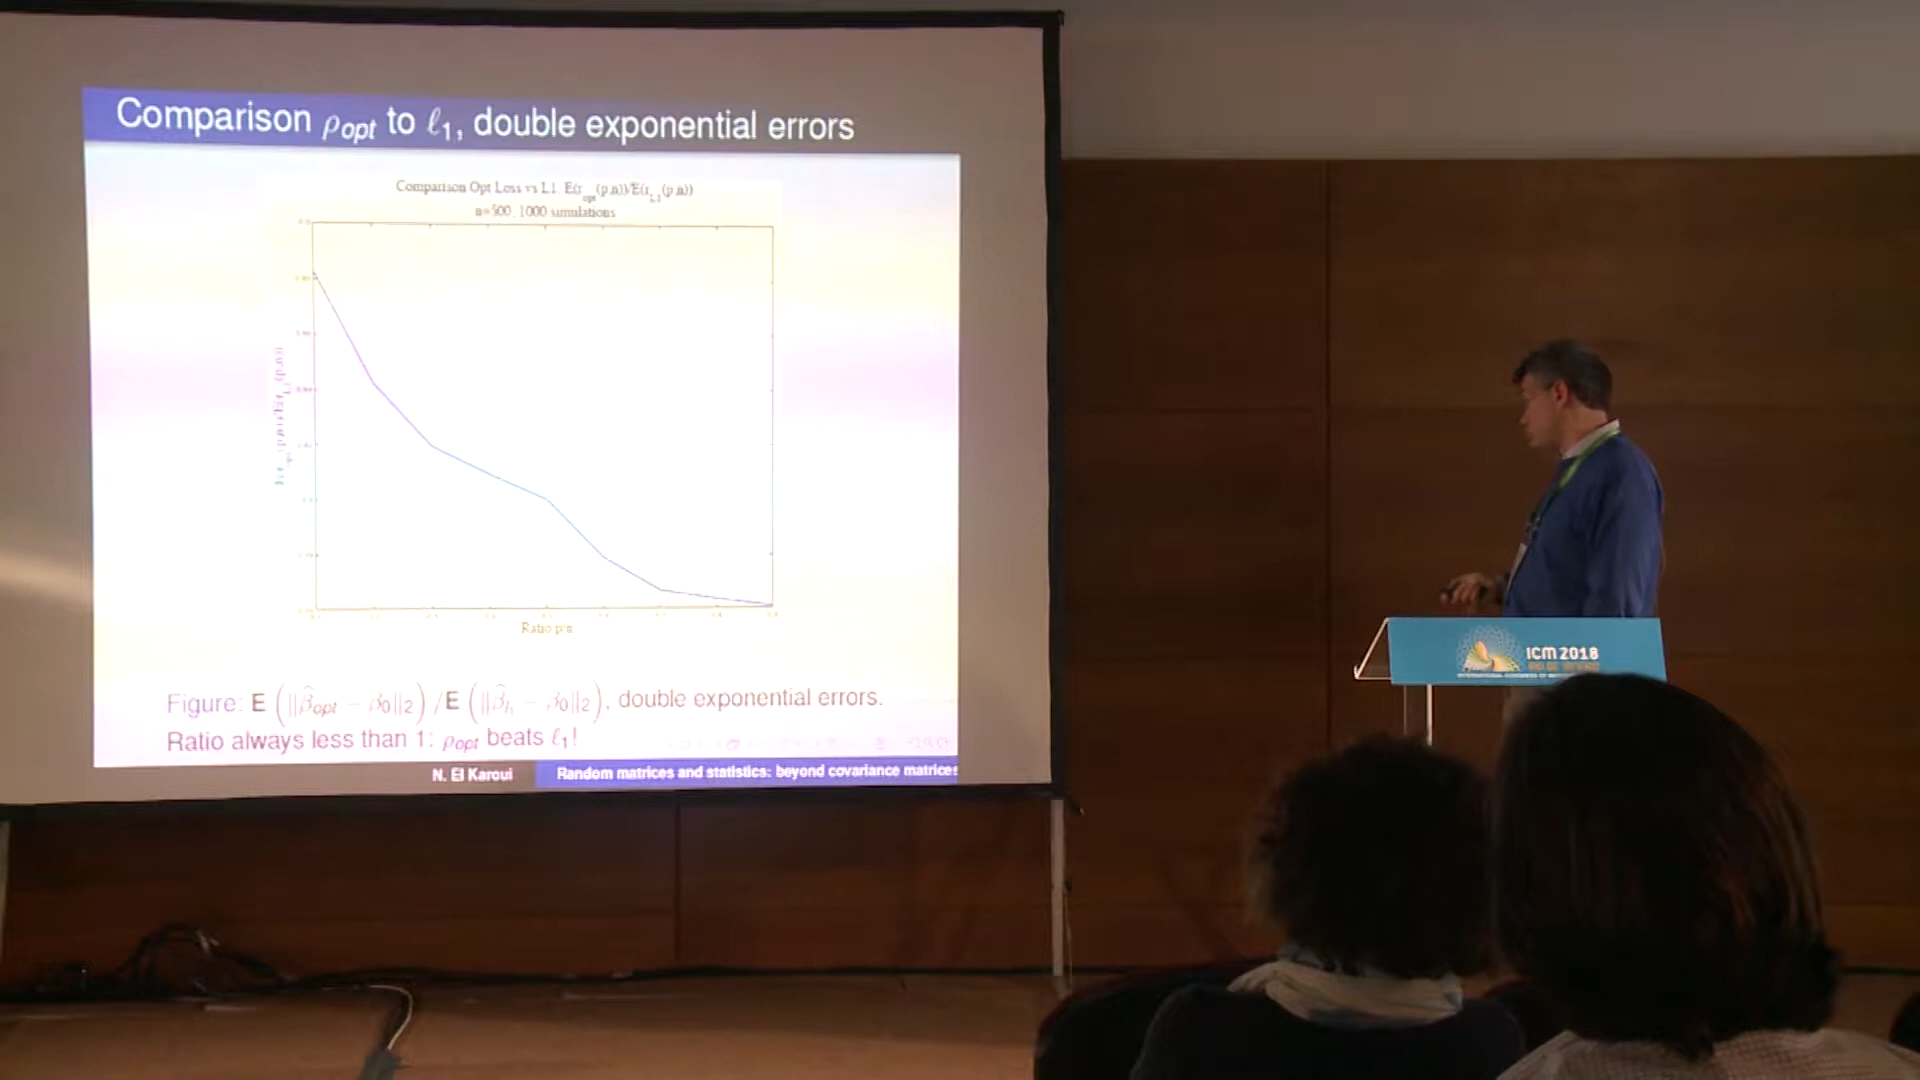 Comparison ρopt to ℓ1, double exponential errors
Comparison Opt Loss vs L1: E(r_opt(p,n))/E(r_L1(p,n))
n=500, 1000 simulations
Ratio p/n
Figure: E (||β̂opt − β0||2) / E (||β̂l1 − β0||2), double exponential errors.
Ratio always less than 1: ρopt beats ℓ1!
N. El Karoui
Random matrices and statistics: beyond covariance matrices
ICM 2018